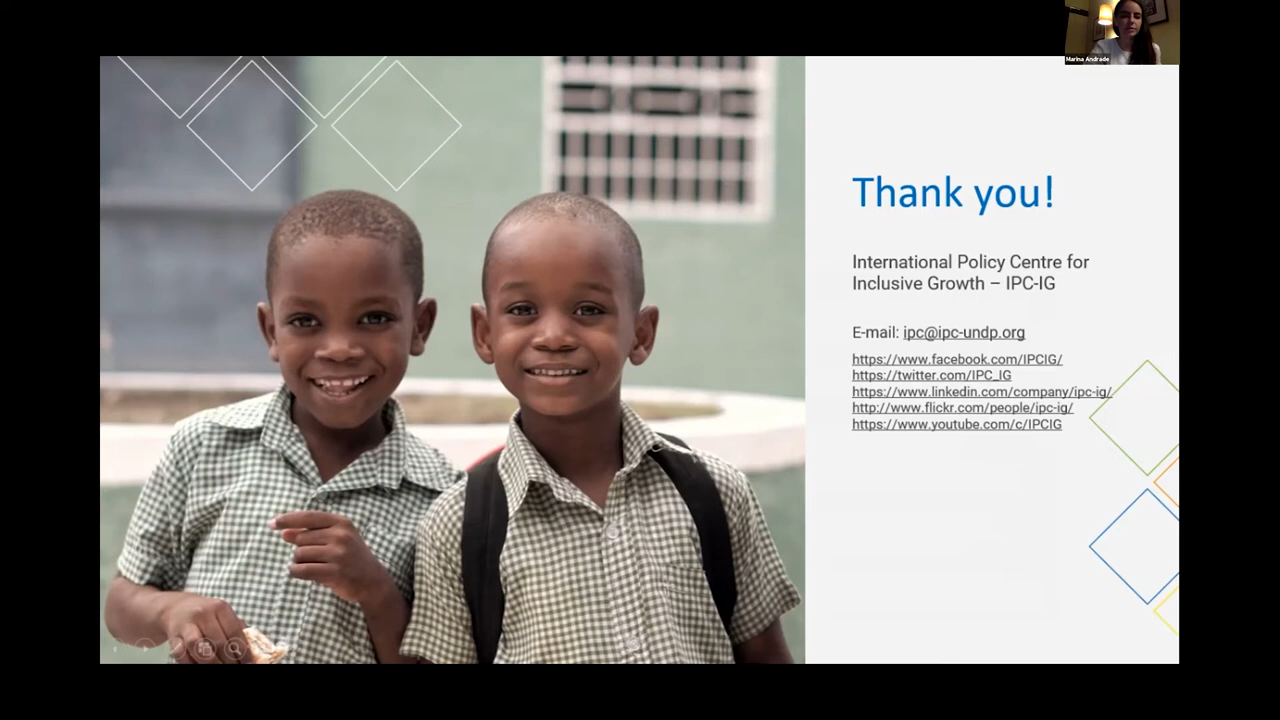 Marina Andrade
Thank you!
International Policy Centre for
Inclusive Growth – IPC-IG
E-mail: ipc@ipc-undp.org
https://www.facebook.com/IPCIG/
https://twitter.com/IPC_IG
https://www.linkedin.com/company/ipc-ig/
http://www.flickr.com/people/ipc-ig/
https://www.youtube.com/c/IPCIG